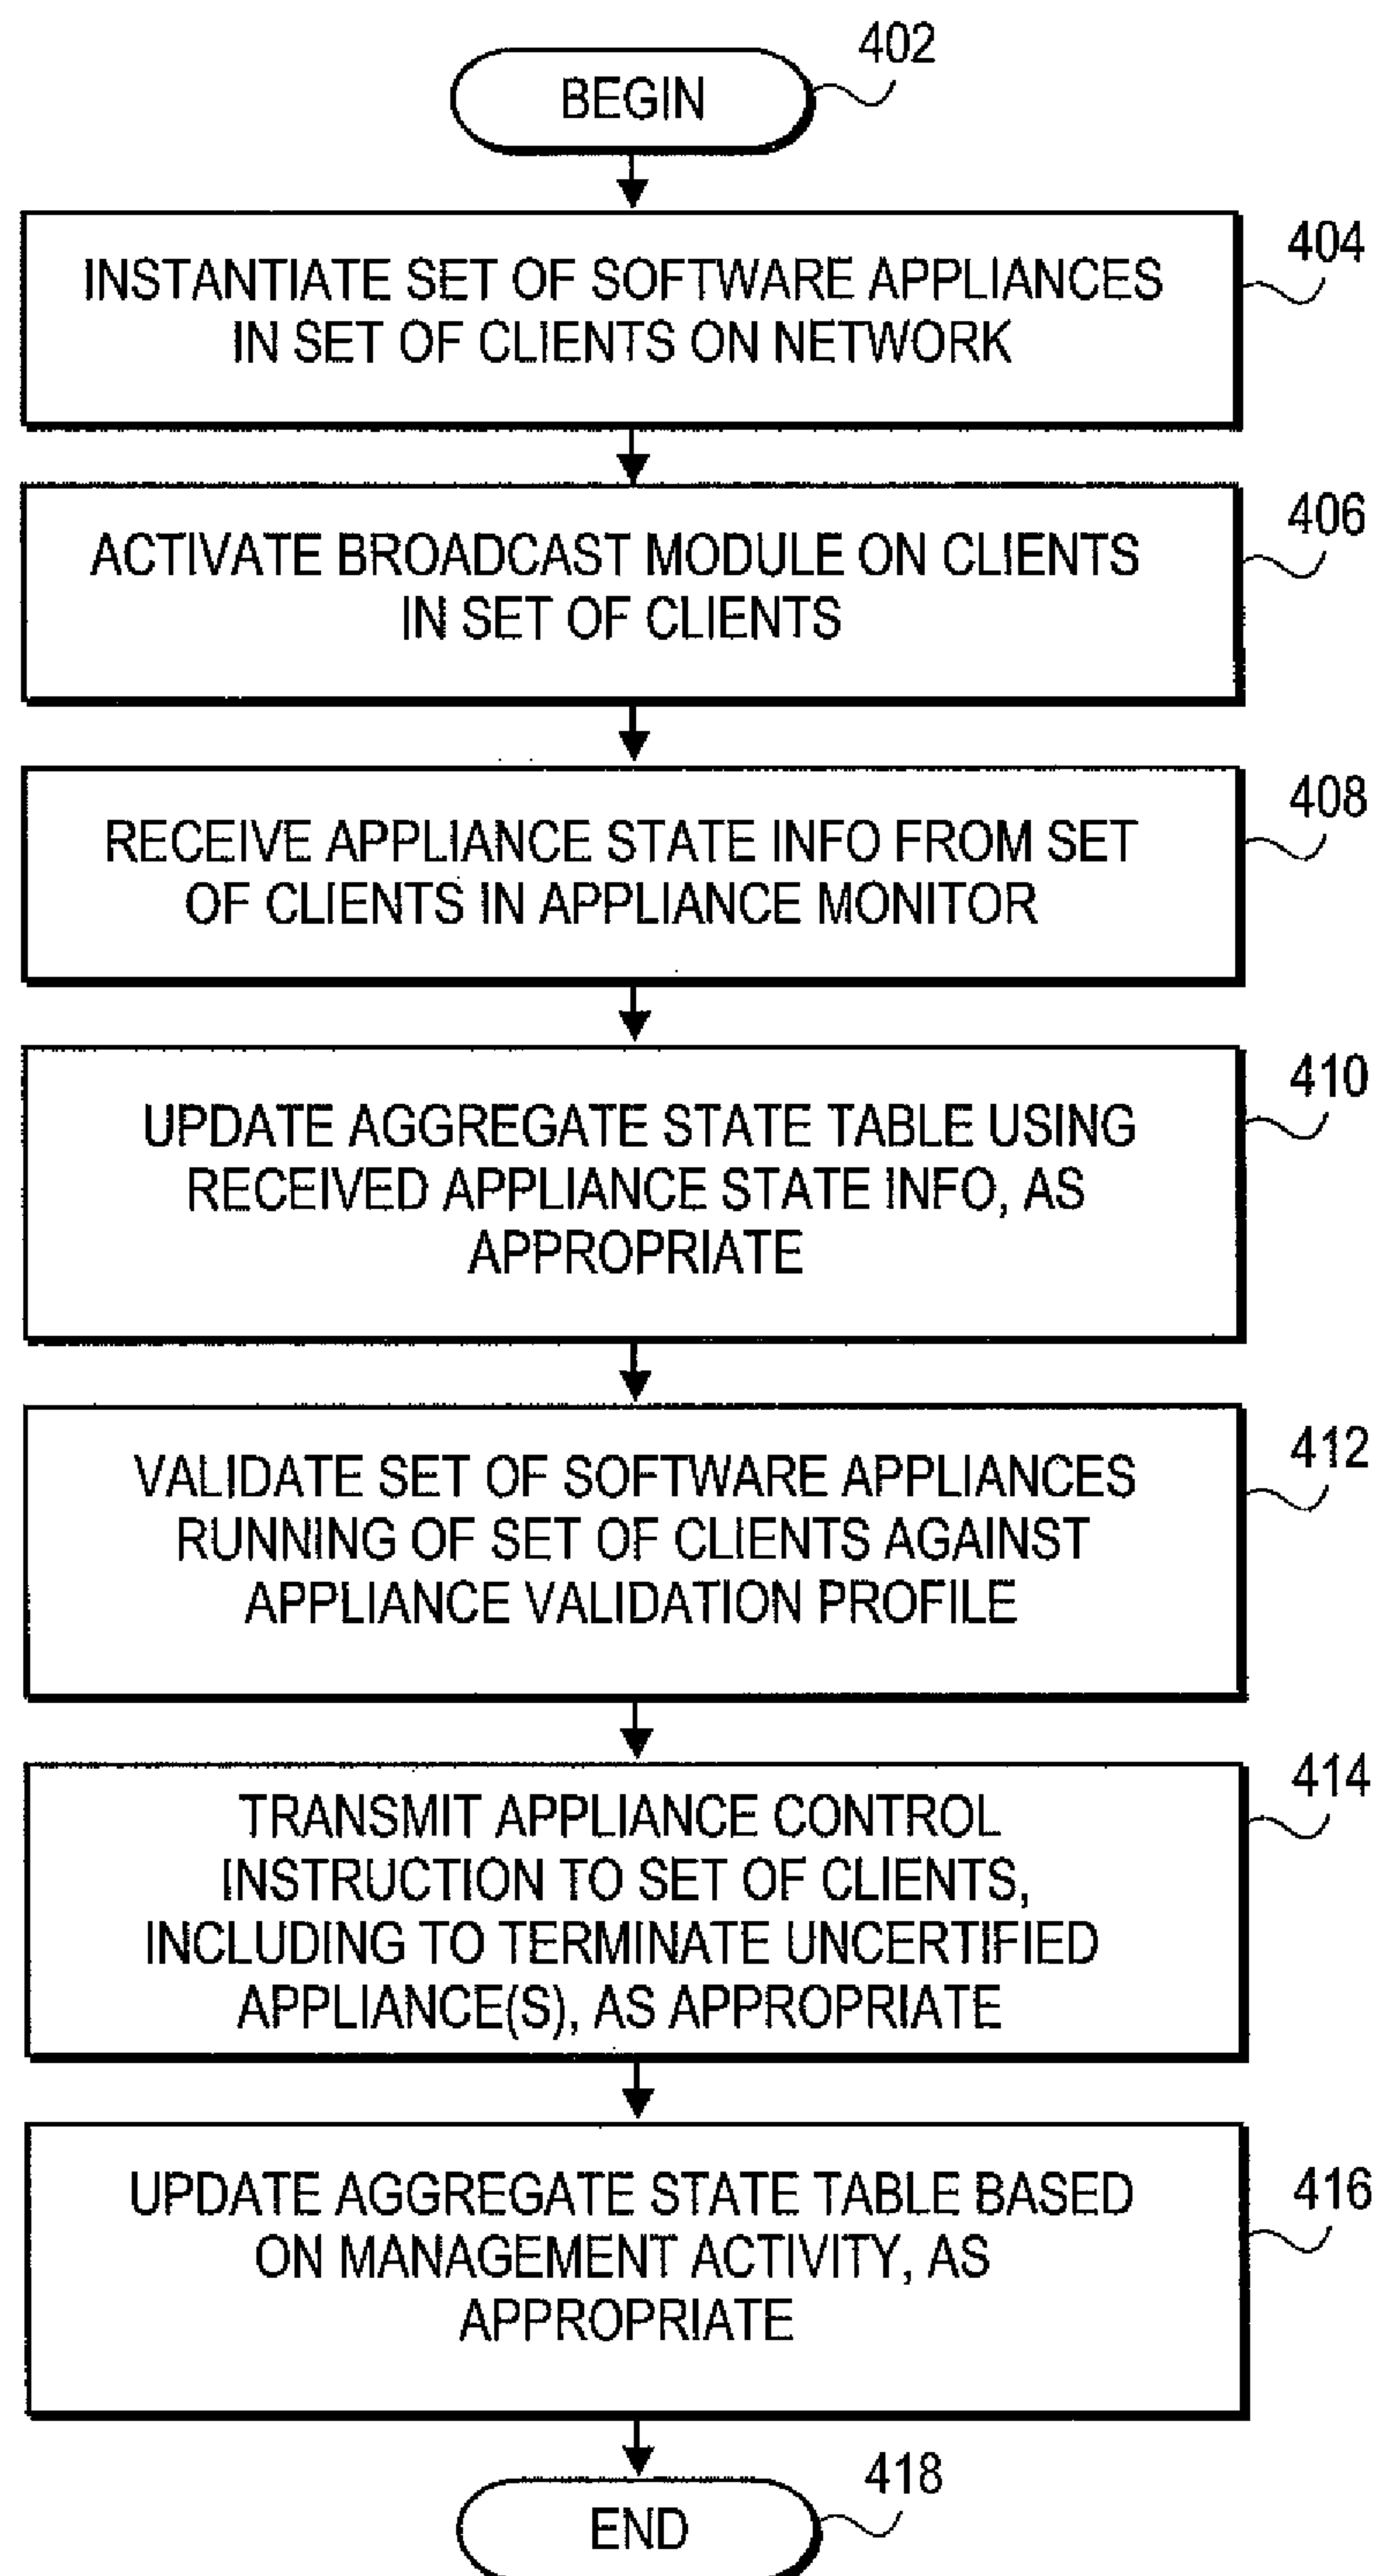 402
BEGIN
404
INSTANTIATE SET OF SOFTWARE APPLIANCES
IN SET OF CLIENTS ON NETWORK
406
ACTIVATE BROADCAST MODULE ON CLIENTS
IN SET OF CLIENTS
408
RECEIVE APPLIANCE STATE INFO FROM SET
OF CLIENTS IN APPLIANCE MONITOR
410
UPDATE AGGREGATE STATE TABLE USING
RECEIVED APPLIANCE STATE INFO, AS
APPROPRIATE
412
VALIDATE SET OF SOFTWARE APPLIANCES
RUNNING OF SET OF CLIENTS AGAINST
APPLIANCE VALIDATION PROFILE
414
TRANSMIT APPLIANCE CONTROL
INSTRUCTION TO SET OF CLIENTS,
INCLUDING TO TERMINATE UNCERTIFIED
APPLIANCE(S), AS APPROPRIATE
416
UPDATE AGGREGATE STATE TABLE BASED
ON MANAGEMENT ACTIVITY, AS
APPROPRIATE
418
END